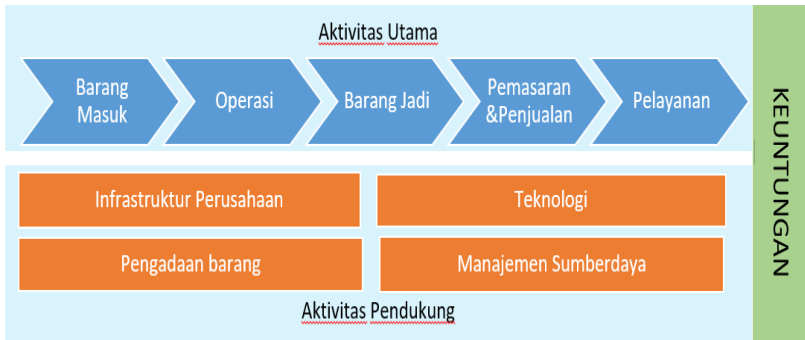 Aktivitas Utama
Barang
Masuk
Operasi
Barang Jadi
Pemasaran
&Penjualan
Pelayanan
KEUNTUNGAN
Infrastruktur Perusahaan
Teknologi
Pengadaan barang
Manajemen Sumberdaya
Aktivitas Pendukung